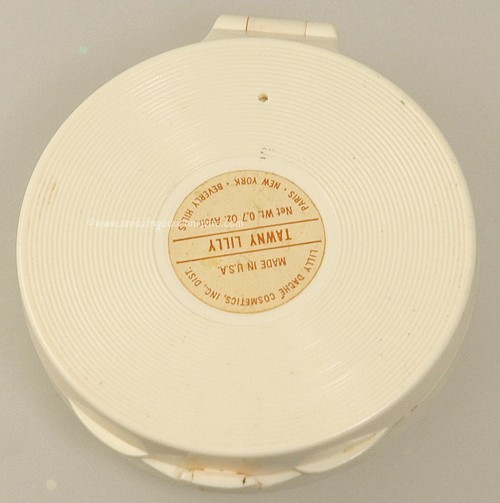 LILLY DACHÉ COSMETICS, INC., DIST.
MADE IN U.S.A.
TAWNY LILLY
Net Wt. 0.7 Oz. Avoir.
PARIS • NEW YORK • BEVERLY HILLS